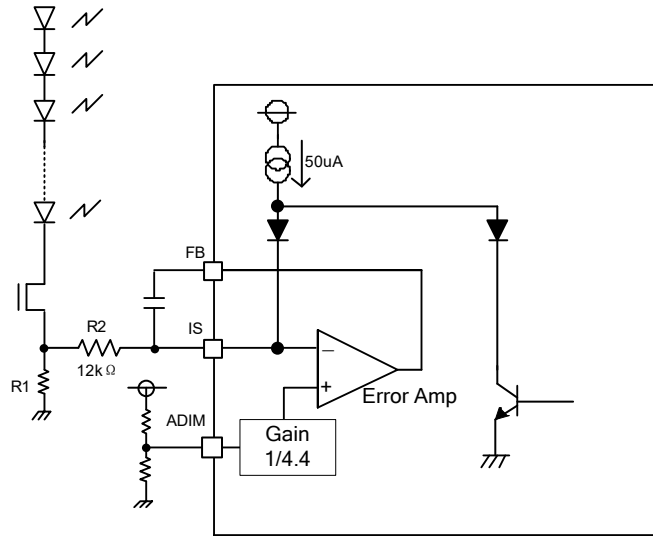 50uA
FB
R2
IS
12kΩ
R1
−
+
Error Amp
ADIM
Gain
1/4.4